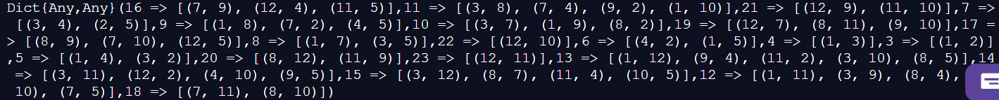 Dict{Any,Any}(16 => [(7, 9), (12, 4), (11, 5)],11 => [(3, 8), (7, 4), (9, 2), (1, 10)],21 => [(12, 9), (11, 10)],7 =>
[(3, 4), (2, 5)],9 => [(1, 8), (7, 2), (4, 5)],10 => [(3, 7), (1, 9), (8, 2)],19 => [(12, 7), (8, 11), (9, 10)],17 =
> [(8, 9), (7, 10), (12, 5)],8 => [(1, 7), (3, 5)],22 => [(12, 10)],6 => [(4, 2), (1, 5)],4 => [(1, 3)],3 => [(1, 2)]
,5 => [(1, 4), (3, 2)],20 => [(8, 12), (11, 9)],23 => [(12, 11)],13 => [(1, 12), (9, 4), (11, 2), (3, 10), (8, 5)],14
=> [(3, 11), (12, 2), (4, 10), (9, 5)],15 => [(3, 12), (8, 7), (11, 4), (10, 5)],12 => [(1, 11), (3, 9), (8, 4),
10), (7, 5)],18 => [(7, 11), (8, 10)])